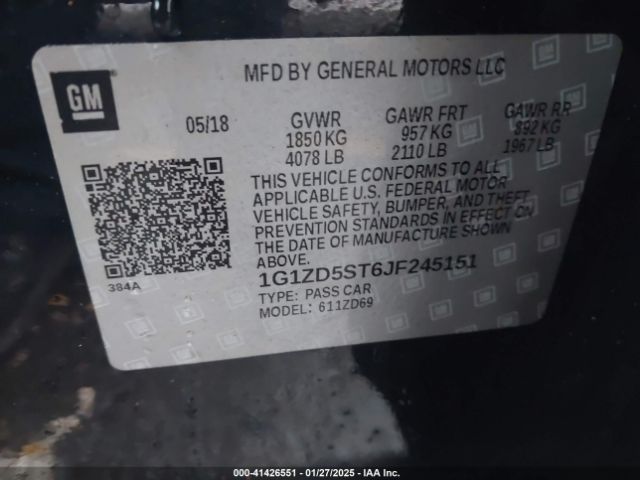 GM
MFD BY GENERAL MOTORS LLC
05/18 GVWR GAWR FRT GAWR RR
1850 KG 957 KG 892 KG
4078 LB 2110 LB 1967 LB
THIS VEHICLE CONFORMS TO ALL
APPLICABLE U.S. FEDERAL MOTOR
VEHICLE SAFETY, BUMPER, AND THEFT
PREVENTION STANDARDS IN EFFECT ON
THE DATE OF MANUFACTURE SHOWN
ABOVE.
384A
1G1ZD5ST6JF245151
TYPE: PASS CAR
MODEL: 611ZD69
000-41426551 | 01/27/2025 | IAA Inc.